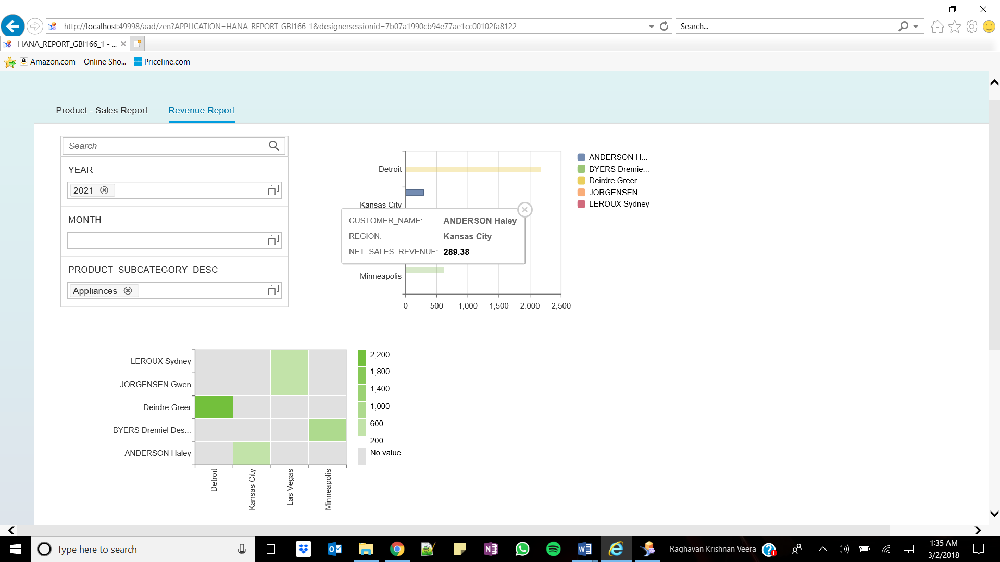 http://localhost:49998/aad/zen?APPLICATION=HANA_REPORT_GBI166_1&designersessionid=7b07a1990cb94e77ae1cc00102fa8122
Search...
HANA_REPORT_GBI166_1 - ...
Amazon.com – Online Sho...
Priceline.com
Product - Sales Report
Revenue Report
Search
YEAR
2021
MONTH
PRODUCT_SUBCATEGORY_DESC
Appliances
Detroit
Kansas City
Minneapolis
0
500
1,000
1,500
2,000
2,500
CUSTOMER_NAME: ANDERSON Haley
REGION: Kansas City
NET_SALES_REVENUE: 289.38
ANDERSON H...
BYERS Dremie...
Deirdre Greer
JORGENSEN ...
LEROUX Sydney
LEROUX Sydney
JORGENSEN Gwen
Deirdre Greer
BYERS Dremiel Des...
ANDERSON Haley
Detroit
Kansas City
Las Vegas
Minneapolis
2,200
1,800
1,400
1,000
600
200
No value
Type here to search
Raghavan Krishnan Veera
1:35 AM
3/2/2018